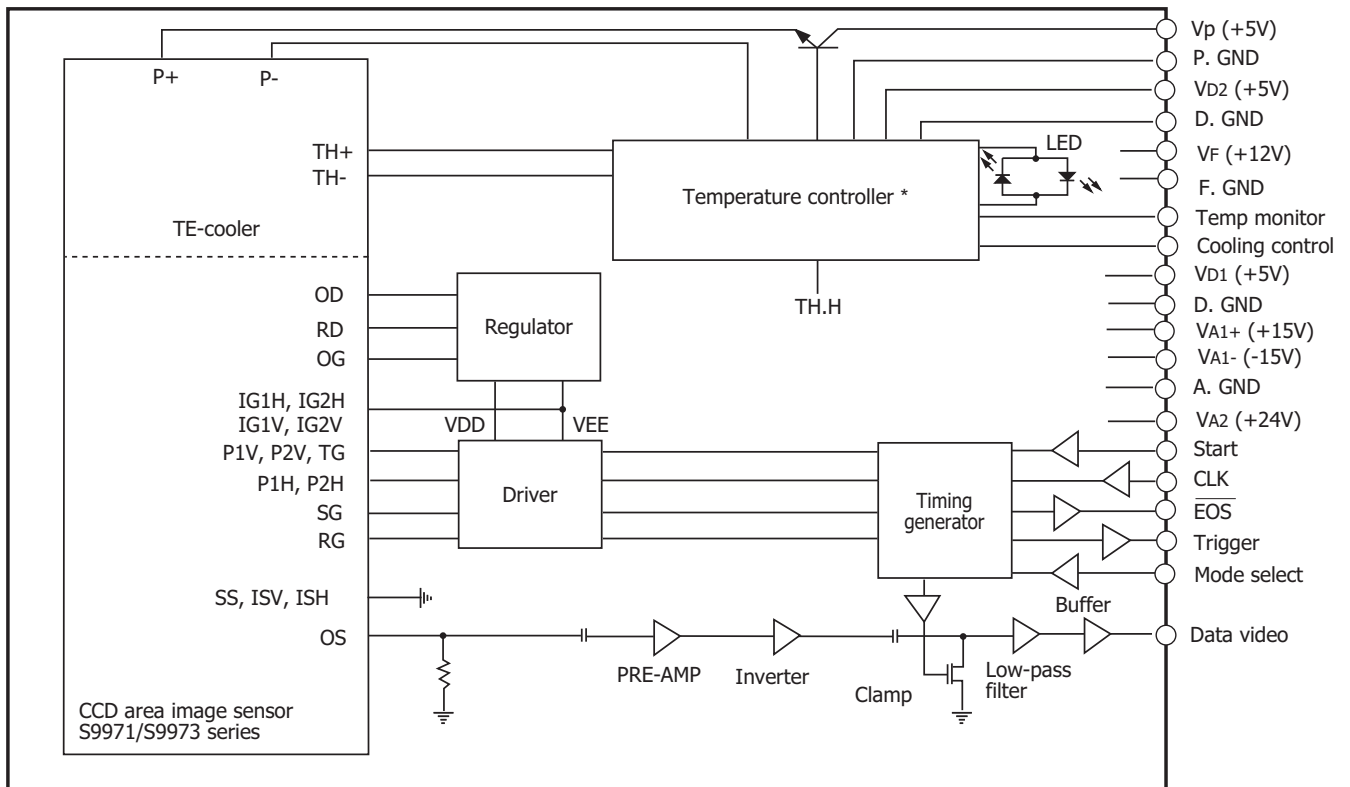 Vp (+5V)
P. GND
VD2 (+5V)
D. GND
VF (+12V)
F. GND
Temp monitor
Cooling control
VD1 (+5V)
D. GND
VA1+ (+15V)
VA1- (-15V)
A. GND
VA2 (+24V)
Start
CLK
EOS
Trigger
Mode select
Data video
P+
P-
TH+
TH-
TE-cooler
Temperature controller *
LED
TH.H
OD
RD
OG
IG1H, IG2H
IG1V, IG2V
P1V, P2V, TG
P1H, P2H
SG
RG
SS, ISV, ISH
OS
CCD area image sensor
S9971/S9973 series
Regulator
VDD
VEE
Driver
Timing
generator
PRE-AMP
Inverter
Clamp
Low-pass
filter
Buffer